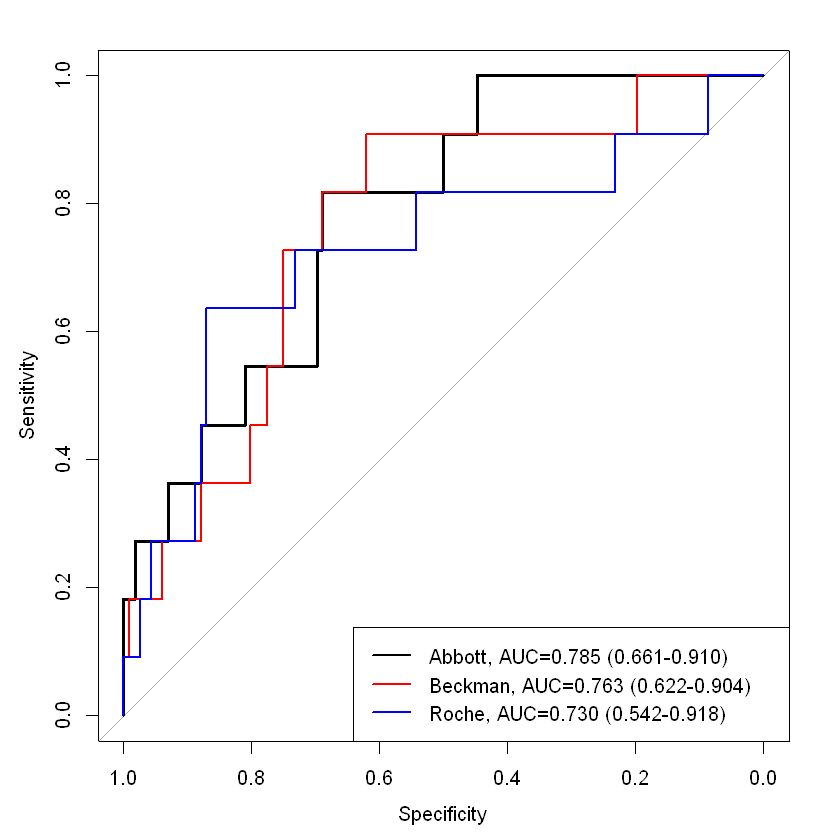 1.0
0.8
0.6
0.4
0.2
0.0
Sensitivity
Abbott, AUC=0.785 (0.661-0.910)
Beckman, AUC=0.763 (0.622-0.904)
Roche, AUC=0.730 (0.542-0.918)
1.0 0.8 0.6 0.4 0.2 0.0
Specificity